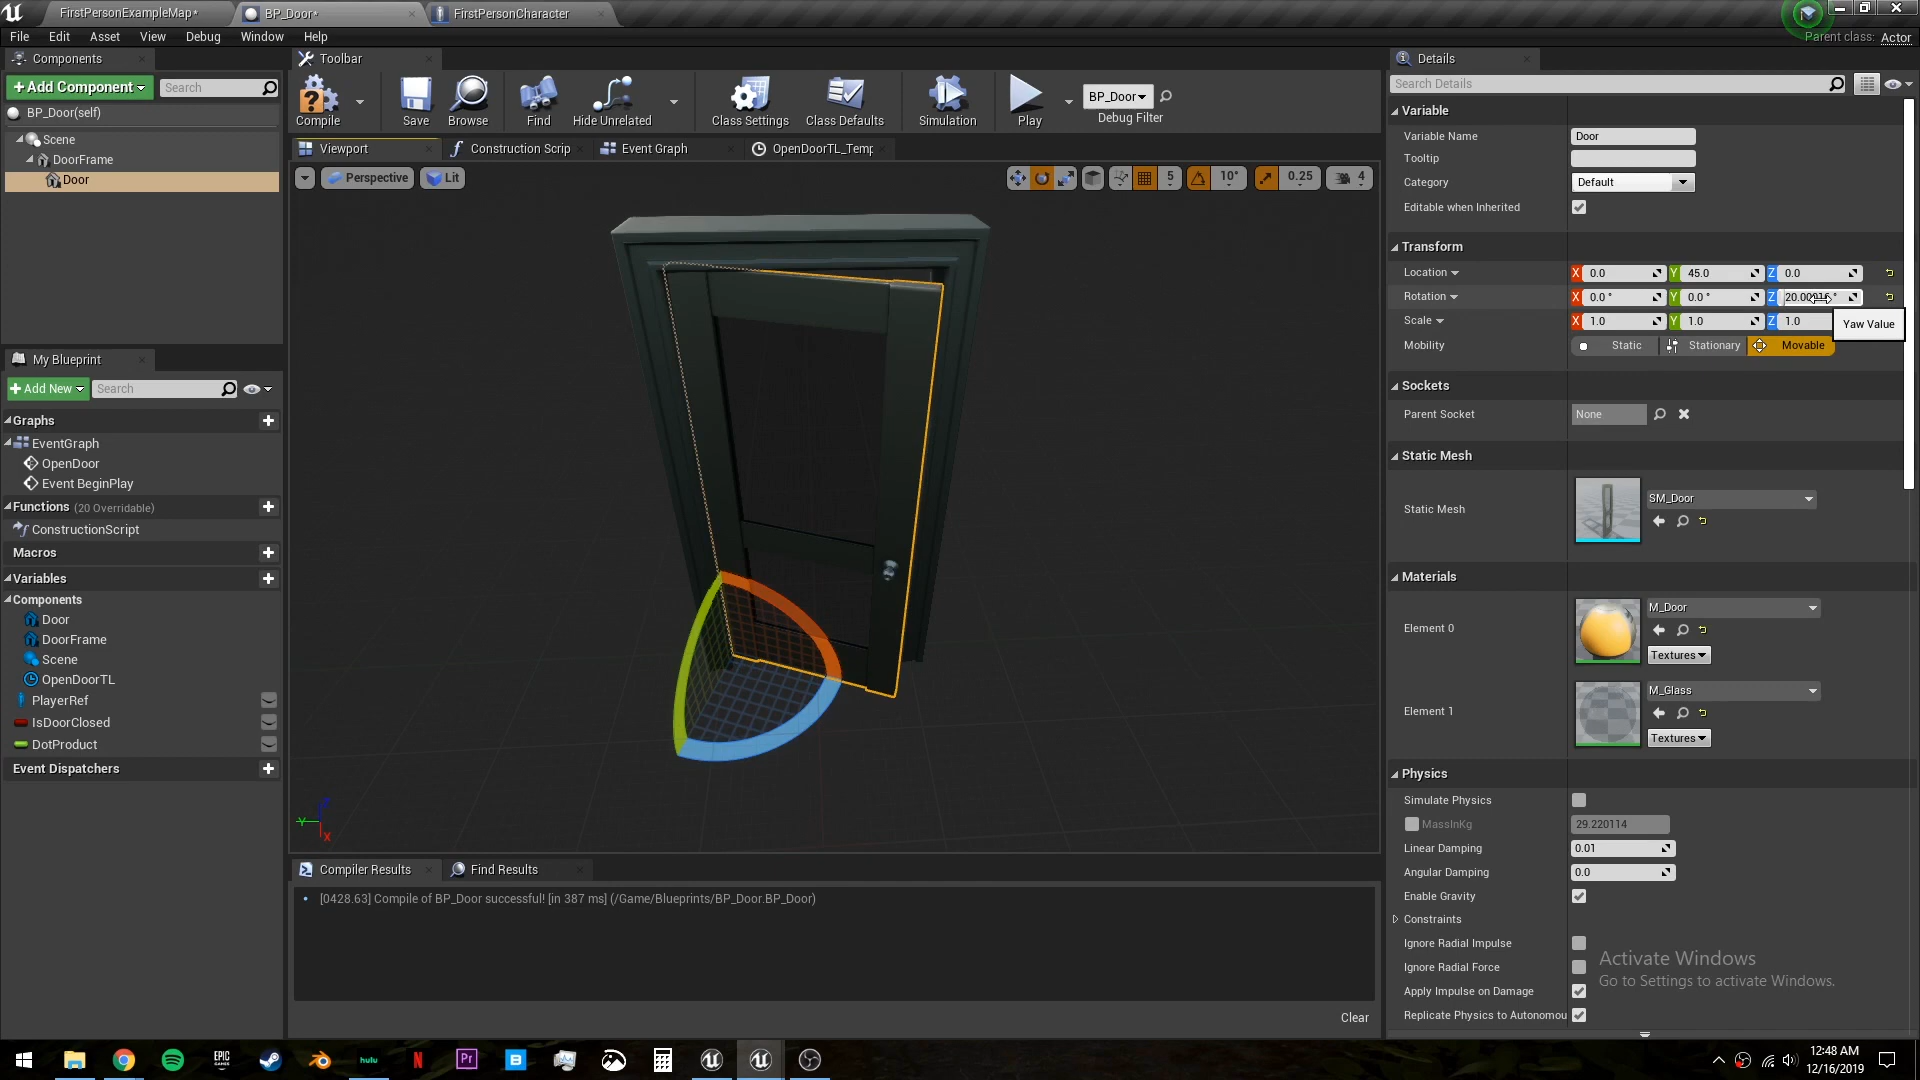 FirstPersonExampleMap*
BP_Door*
FirstPersonCharacter
File Edit Asset View Debug Window Help
Parent class: Actor
Components
Toolbar
Details
+Add Component
Search
BP_Door(self)
Scene
DoorFrame
Door
Compile
Save
Browse
Find
Hide Unrelated
Class Settings
Class Defaults
Simulation
Play
BP_Door
Debug Filter
Viewport
Construction Scrip
Event Graph
OpenDoorTL_Temp
Perspective
Lit
5
10°
0.25
4
My Blueprint
+Add New
Search
Graphs
EventGraph
OpenDoor
Event BeginPlay
Functions (20 Overridable)
ConstructionScript
Macros
Variables
Components
Door
DoorFrame
Scene
OpenDoorTL
PlayerRef
IsDoorClosed
DotProduct
Event Dispatchers
Y
X
Compiler Results
Find Results
[0428.63] Compile of BP_Door successful! [in 387 ms] (/Game/Blueprints/BP_Door.BP_Door)
Clear
Search Details
Variable
Variable Name Door
Tooltip
Category Default
Editable when Inherited
Transform
Location X 0.0 Y 45.0 Z 0.0
Rotation X 0.0 ° Y 0.0 ° Z
Scale X 1.0 Y 1.0 Z 1.0
Yaw Value
Mobility Static Stationary Movable
Sockets
Parent Socket None
Static Mesh
Static Mesh SM_Door
Materials
Element 0 M_Door
Textures
Element 1 M_Glass
Textures
Physics
Simulate Physics
MassInKg 29.220114
Linear Damping 0.01
Angular Damping 0.0
Enable Gravity
Constraints
Ignore Radial Impulse
Ignore Radial Force
Apply Impulse on Damage
Replicate Physics to Autonomou
Activate Windows
Go to Settings to activate Windows.
EPIC GAMES
hulu
N
Pr
12:48 AM
12/16/2019